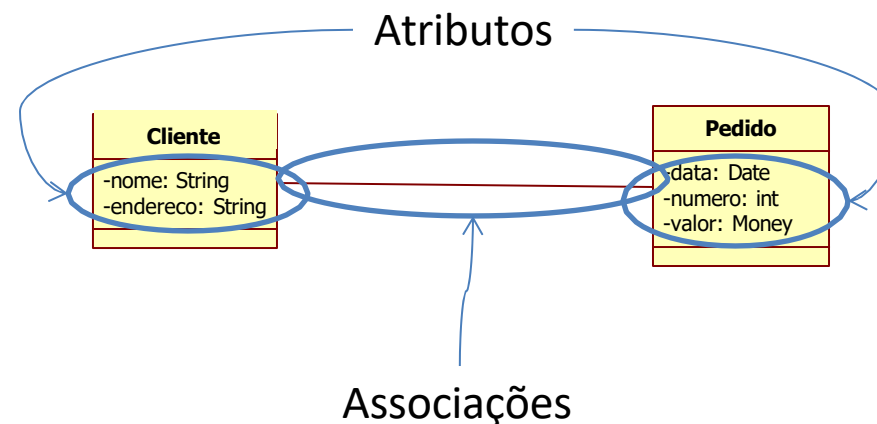 Atributos
Cliente
-nome: String
-endereco: String
Pedido
-data: Date
-numero: int
-valor: Money
Associações